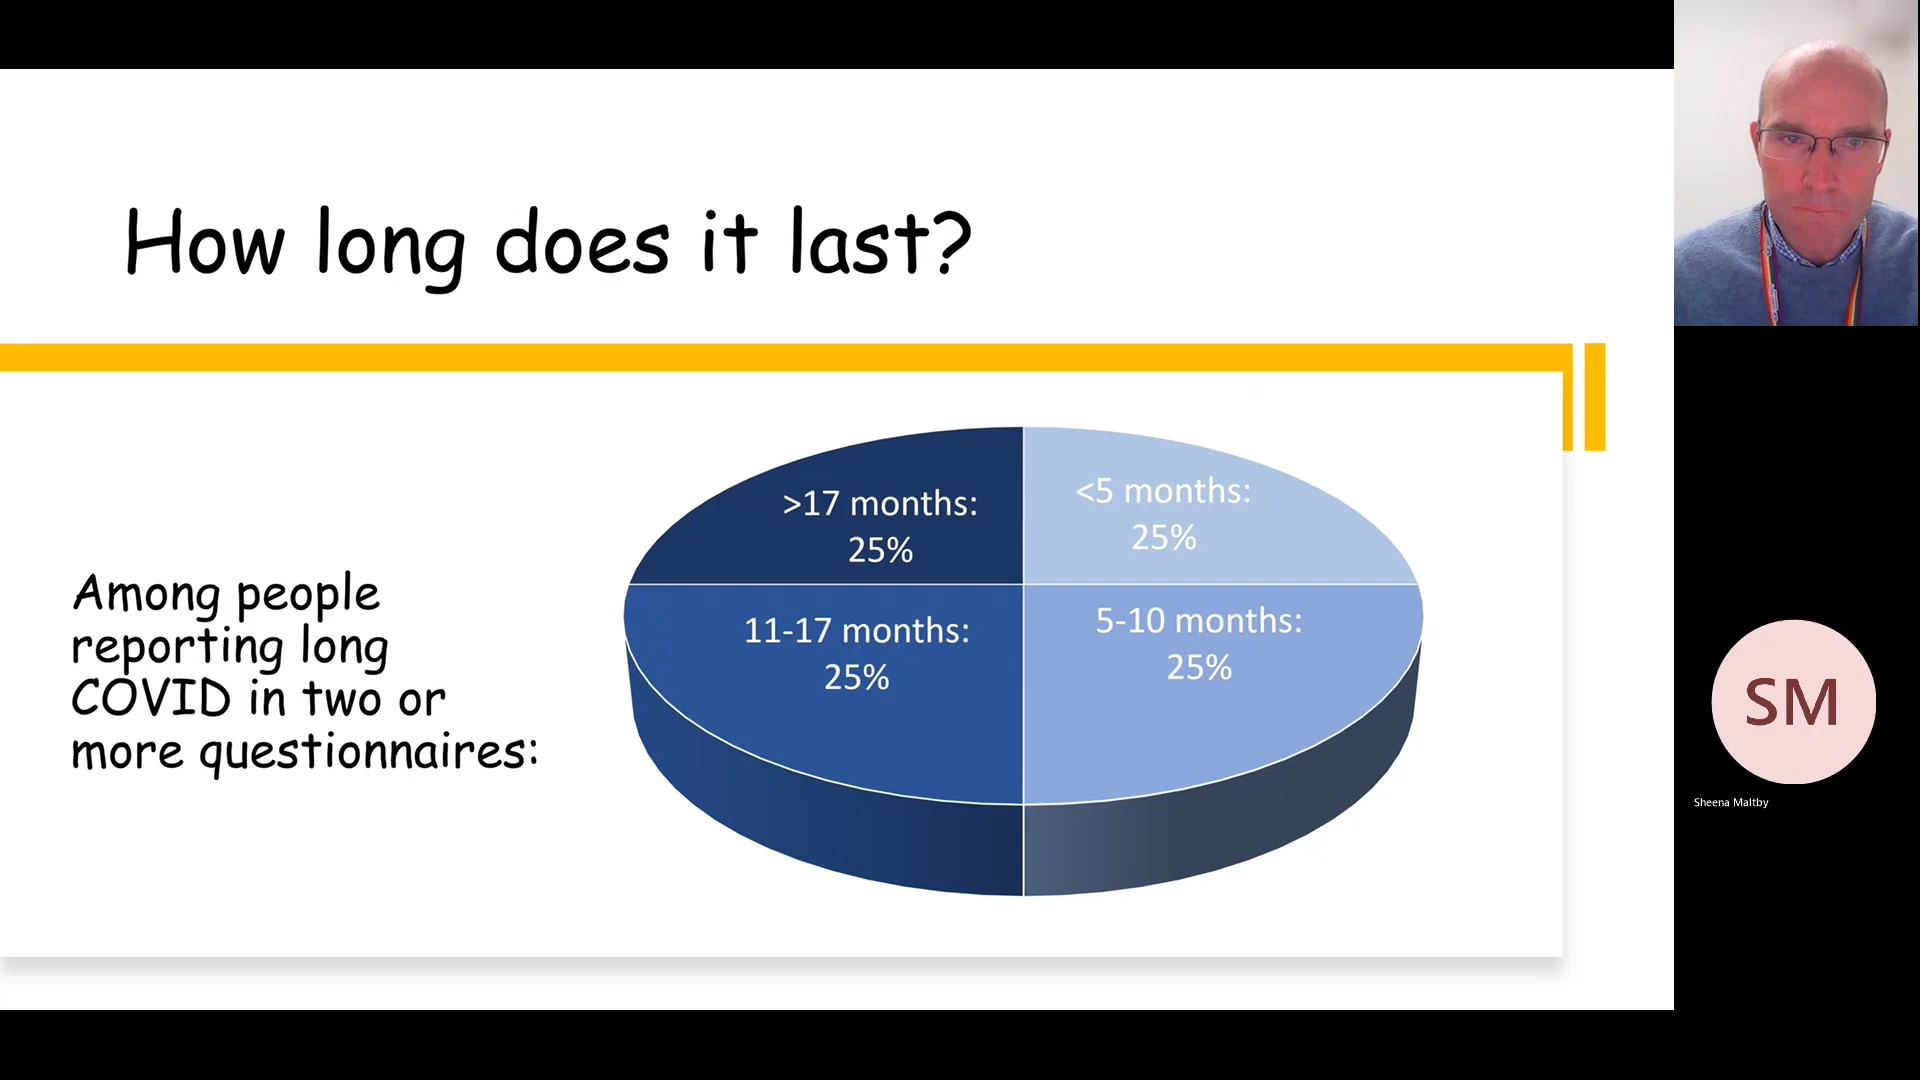 How long does it last?
Among people
reporting long
COVID in two or
more questionnaires:
>17 months:
25%
<5 months:
25%
11-17 months:
25%
5-10 months:
25%
SM
Sheena Maltby